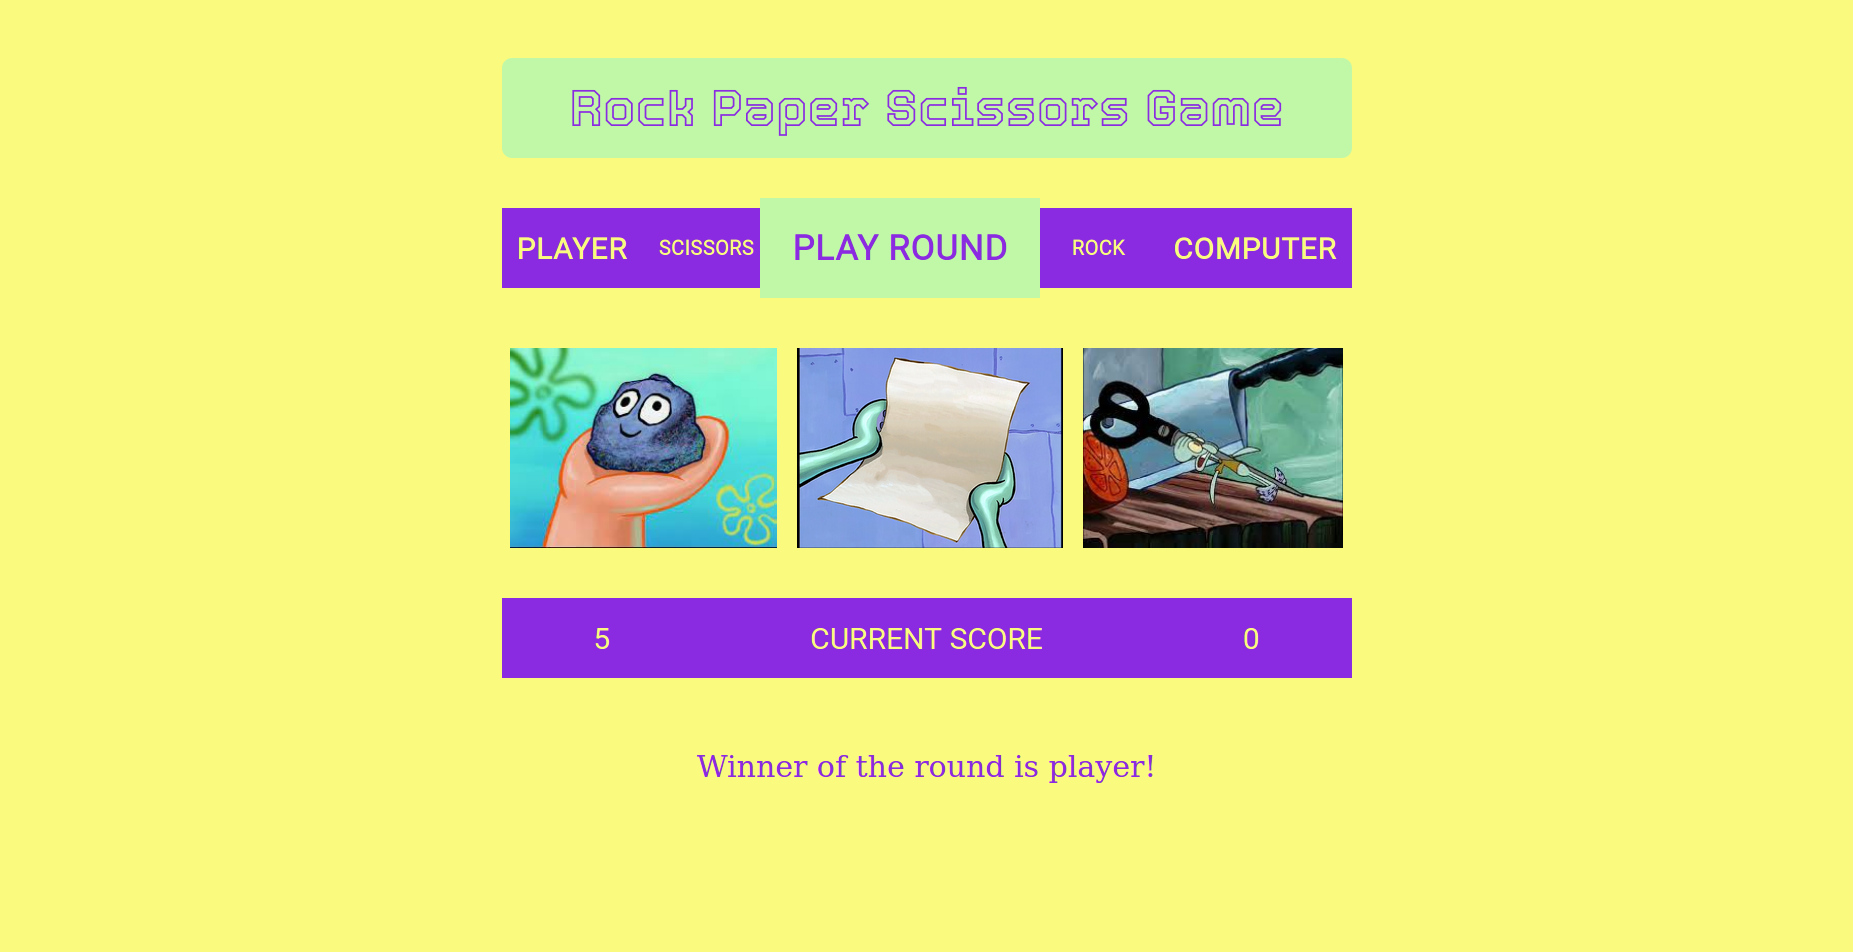 Rock Paper Scissors Game
PLAYER SCISSORS PLAY ROUND ROCK COMPUTER
5 CURRENT SCORE 0
Winner of the round is player!